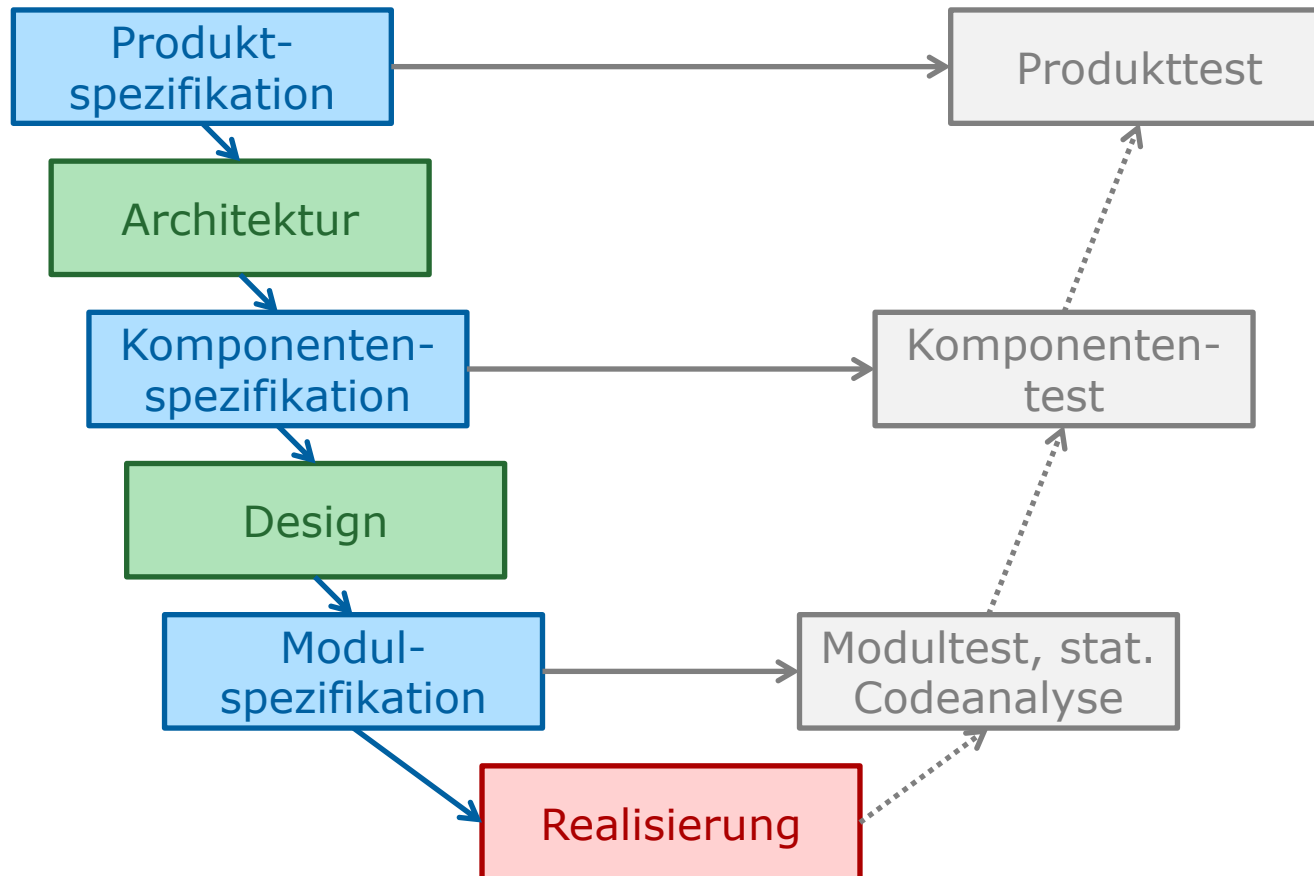 Produkt-
spezifikation
Produkttest
Architektur
Komponenten-
spezifikation
Komponenten-
test
Design
Modul-
spezifikation
Modultest, stat.
Codeanalyse
Realisierung